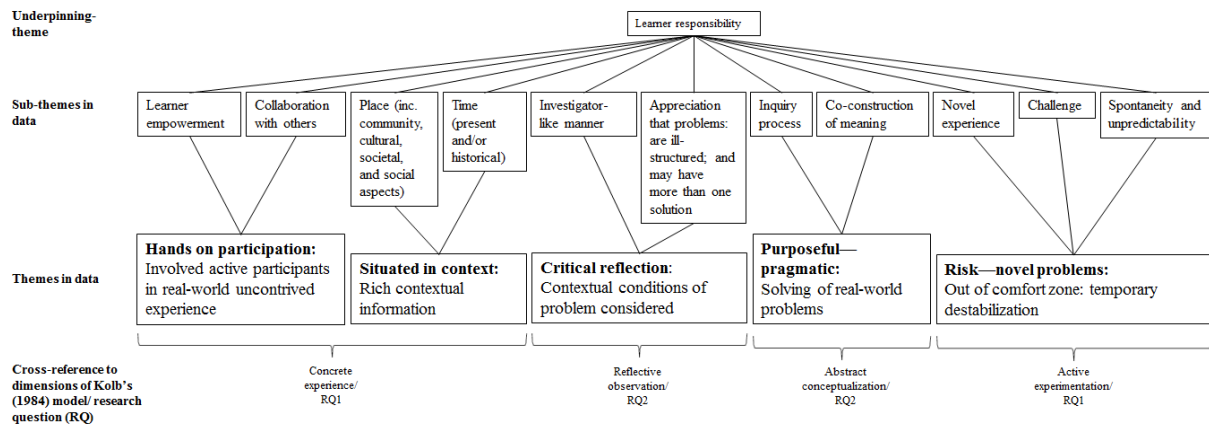 Underpinning-
theme
Learner responsibility
Sub-themes in
data
Learner
empowerment
Collaboration
with others
Place (inc.
community,
cultural,
societal,
and social
aspects)
Time
(present
and/or
historical)
Investigator-
like manner
Appreciation
that problems:
are ill-
structured; and
may have
more than one
solution
Inquiry
process
Co-construction
of meaning
Novel
experience
Challenge
Spontaneity and
unpredictability
Themes in data
Hands on participation:
Involved active participants
in real-world uncontrived
experience
Situated in context:
Rich contextual
information
Critical reflection:
Contextual conditions of
problem considered
Purposeful—
pragmatic:
Solving of real-world
problems
Risk—novel problems:
Out of comfort zone: temporary
destabilization
Cross-reference to
dimensions of Kolb's
(1984) model/ research
question (RQ)
Concrete
experience/
RQ1
Reflective
observation/
RQ2
Abstract
conceptualization/
RQ2
Active
experimentation/
RQ1